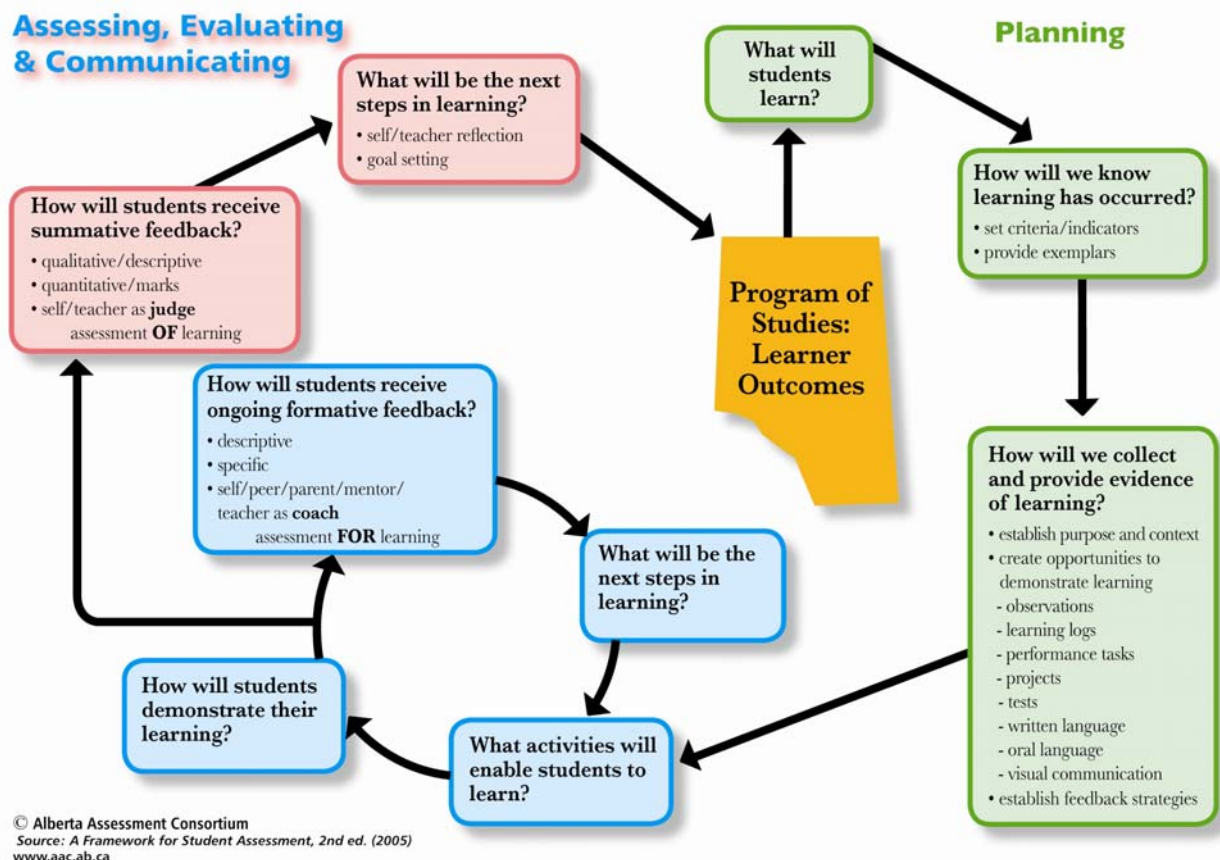 Assessing, Evaluating
& Communicating
Planning
What will
students
learn?
How will we know
learning has occurred?
• set criteria/indicators
• provide exemplars
How will we collect
and provide evidence
of learning?
• establish purpose and context
• create opportunities to
demonstrate learning
- observations
- learning logs
- performance tasks
- projects
- tests
- written language
- oral language
- visual communication
• establish feedback strategies
What activities will
enable students to
learn?
How will students
demonstrate their
learning?
How will students receive
ongoing formative feedback?
• descriptive
• specific
• self/peer/parent/mentor/
teacher as coach
assessment FOR learning
What will be the
next steps in
learning?
How will students receive
summative feedback?
• qualitative/descriptive
• quantitative/marks
• self/teacher as judge
assessment OF learning
What will be the next
steps in learning?
• self/teacher reflection
• goal setting
Program of
Studies:
Learner
Outcomes
© Alberta Assessment Consortium
Source: A Framework for Student Assessment, 2nd ed. (2005)
www.aac.ab.ca